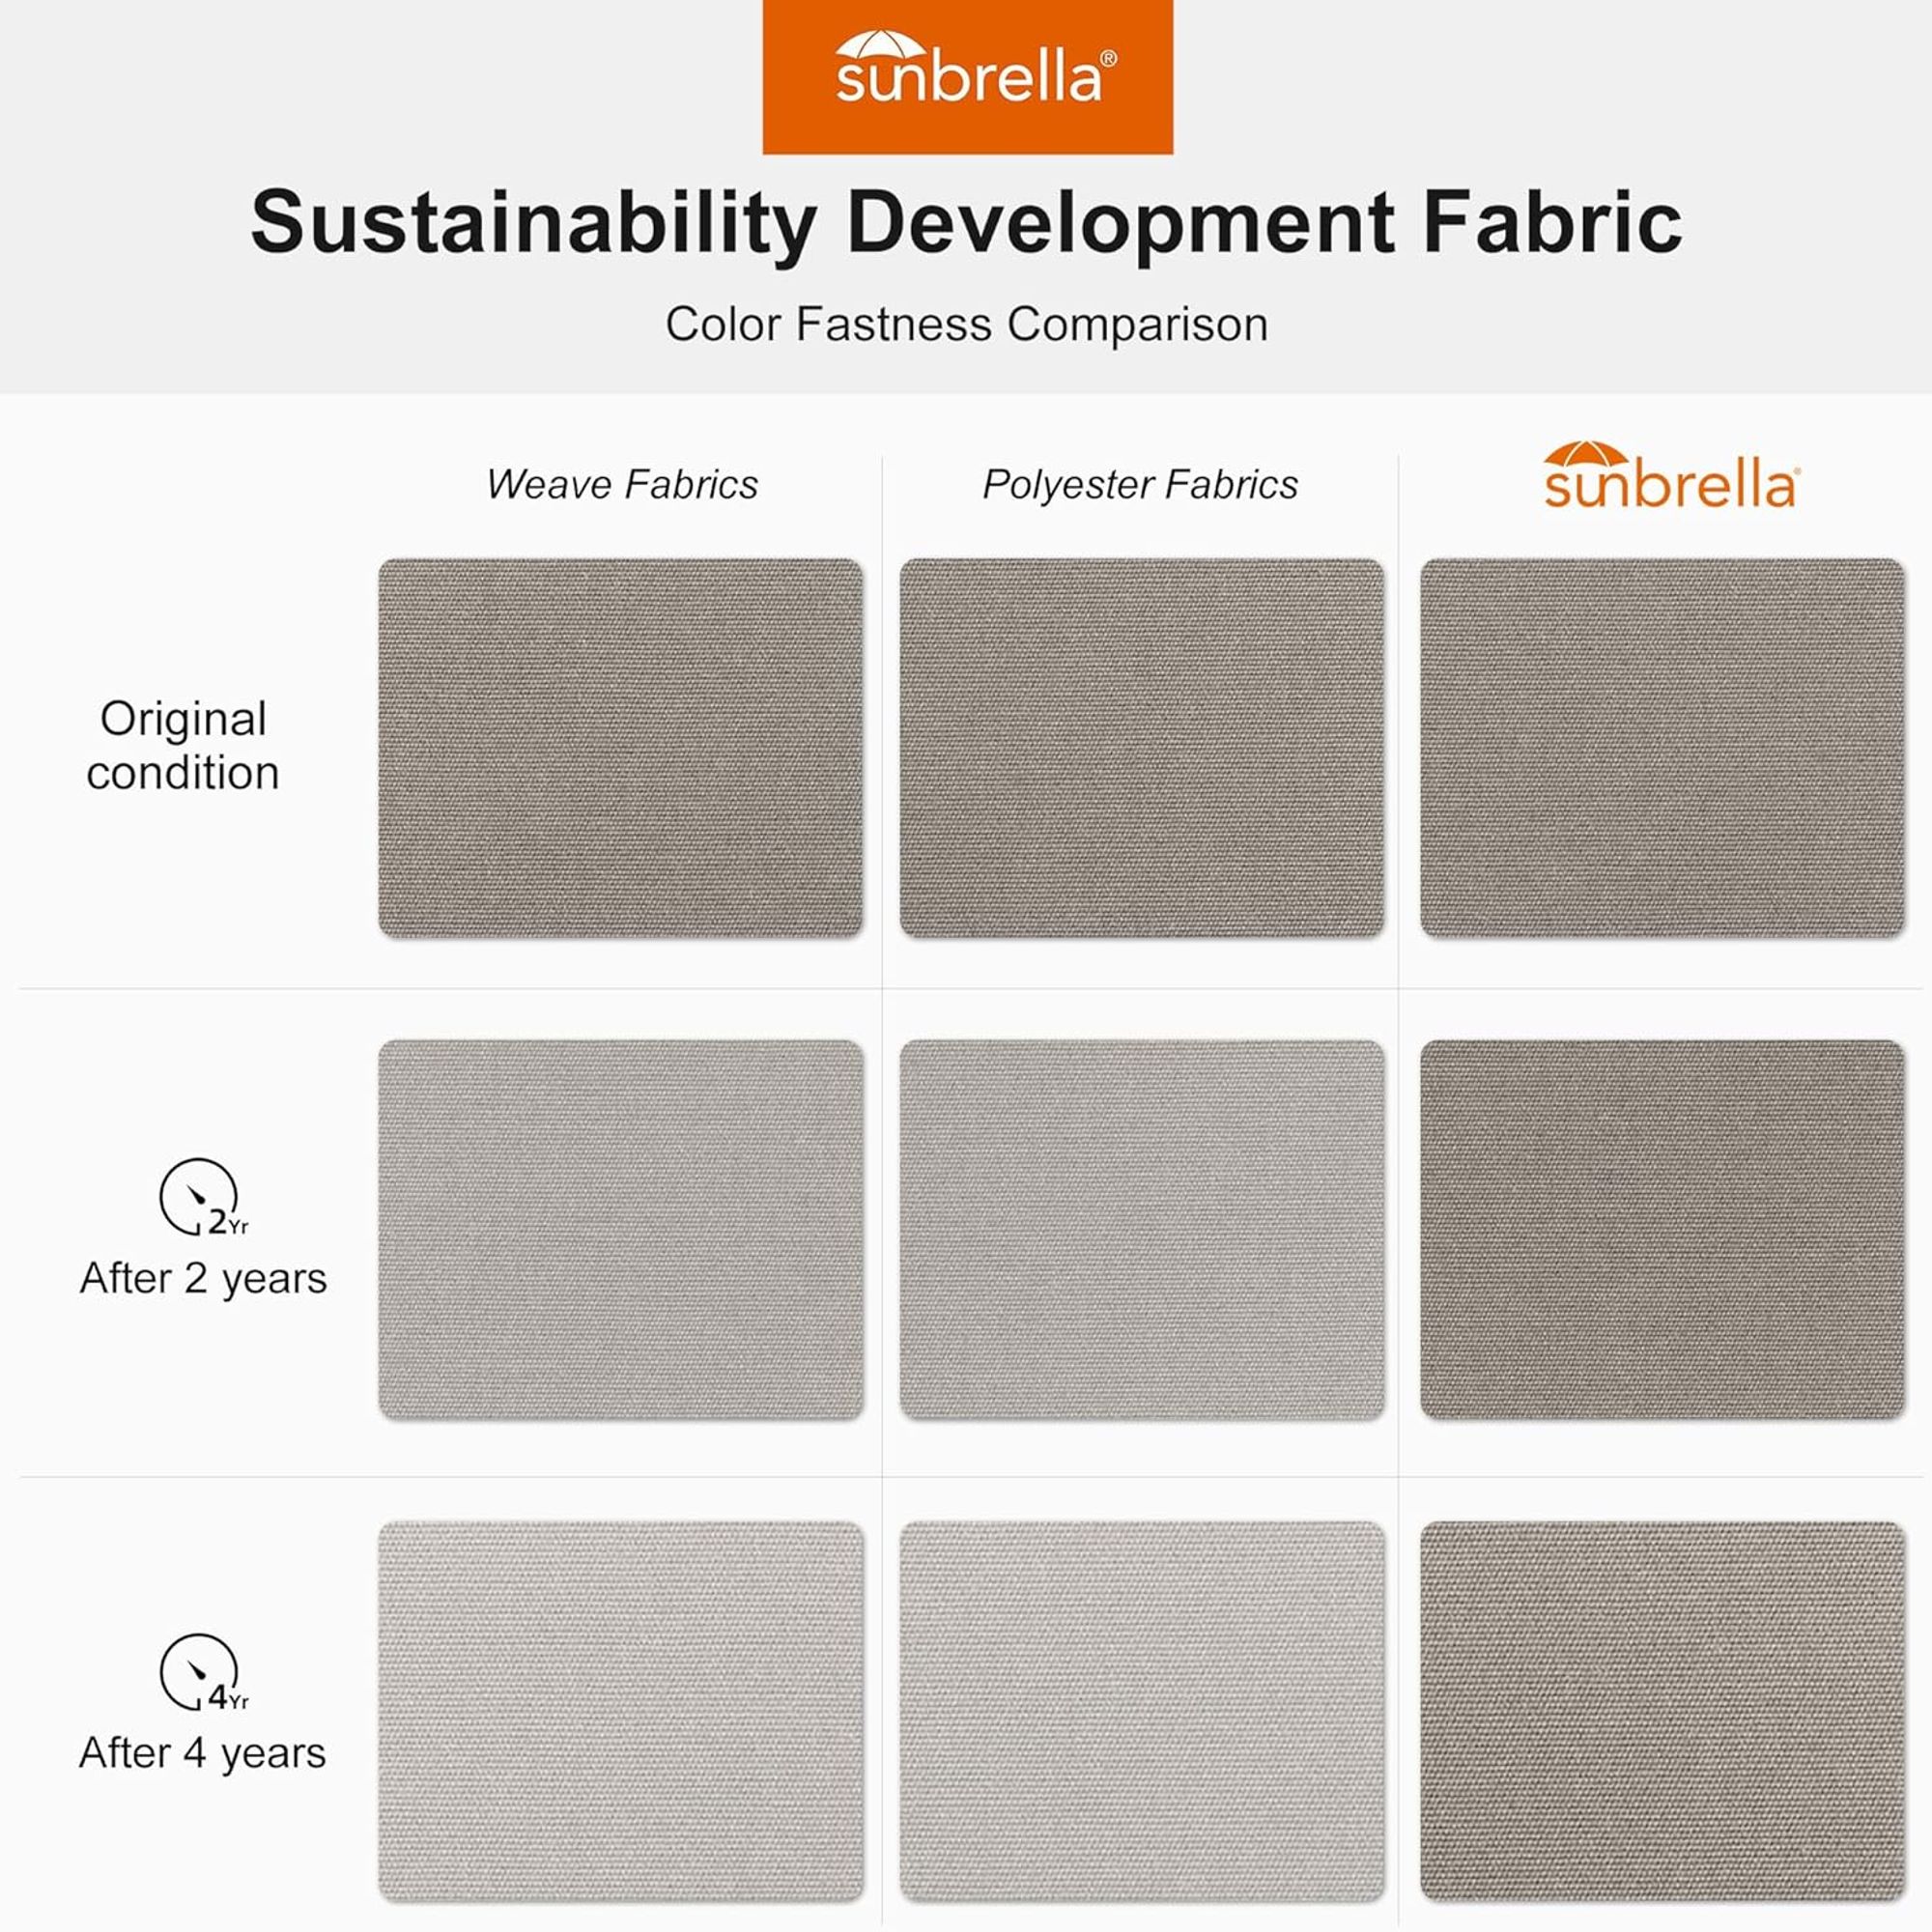 sunbrella®
Sustainability Development Fabric
Color Fastness Comparison
Weave Fabrics
Polyester Fabrics
sunbrella®
Original
condition
2Yr
After 2 years
4Yr
After 4 years